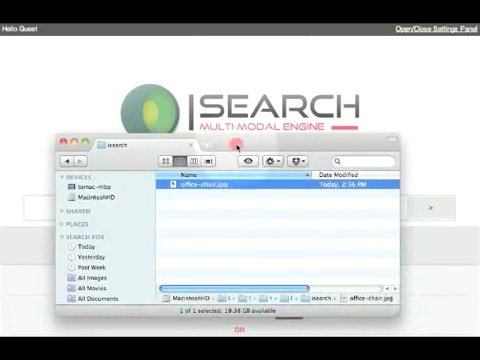 Hello Guest
Open/Close Settings Panel
ISEARCH
MULTI-MODAL ENGINE
isearch
Name
Date Modified
office-chair.jpg
Today, 2:36 PM
DEVICES
tomac-mbp
MacintoshHD
SHARED
PLACES
SEARCH FOR
Today
Yesterday
Past Week
All Images
All Movies
All Documents
>
MacintoshHD
isearch
office-chair.jpg
1 of 1 selected, 19.38 GB available
OR